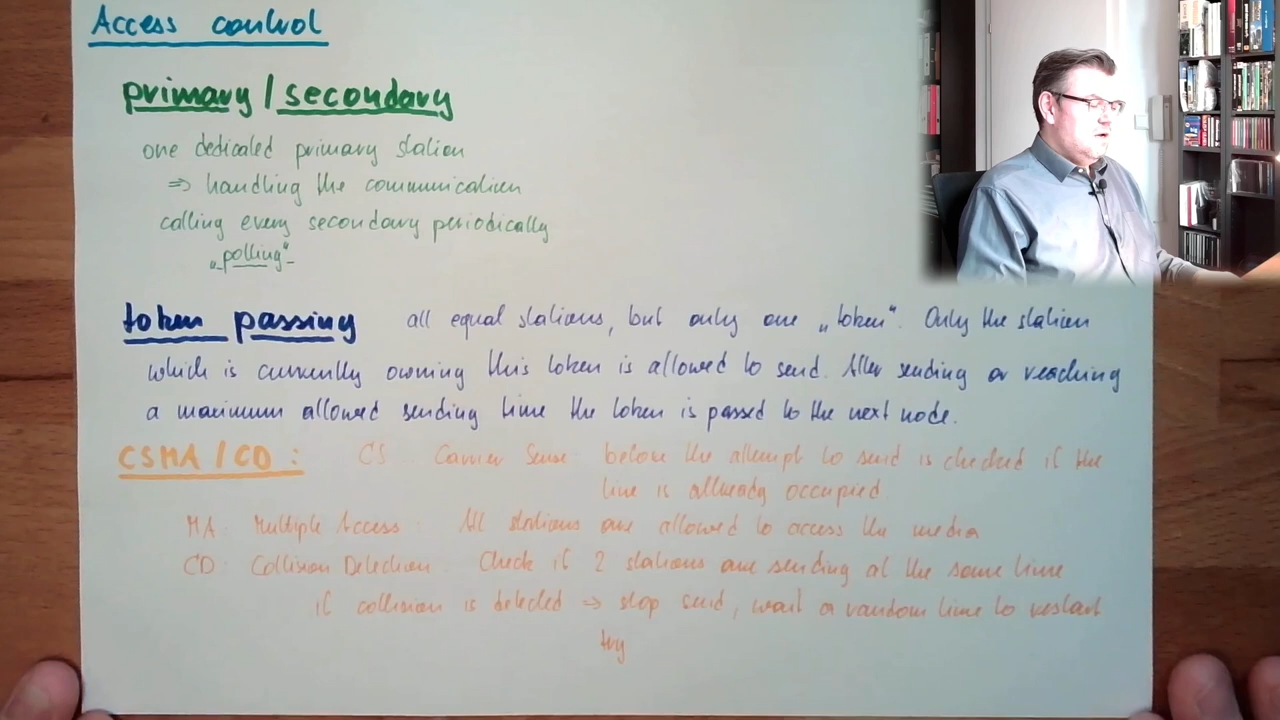 Access control
primary / secondary
one dedicated primary station
⇒ handling the communication
calling every secondary periodically
„polling“
token passing all equal stations, but only one „token“. Only the station
which is currently owning this token is allowed to send. After sending or reaching
a maximum allowed sending time the token is passed to the next node.
CSMA / CD : CS .. Carrier Sense before the attempt to send is checked if the
line is allready occupied.
MA: Multiple Access: All stations are allowed to access the media
CD: Collision Detection: Check if 2 stations are sending at the same time
if collision is detected ⇒ stop send, wait a random time to restart
try